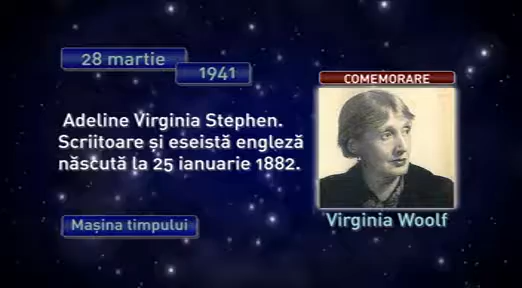 28 martie
1941
COMEMORARE
Adeline Virginia Stephen.
Scriitoare și eseistă engleză
născută la 25 ianuarie 1882.
Virginia Woolf
Mașina timpului